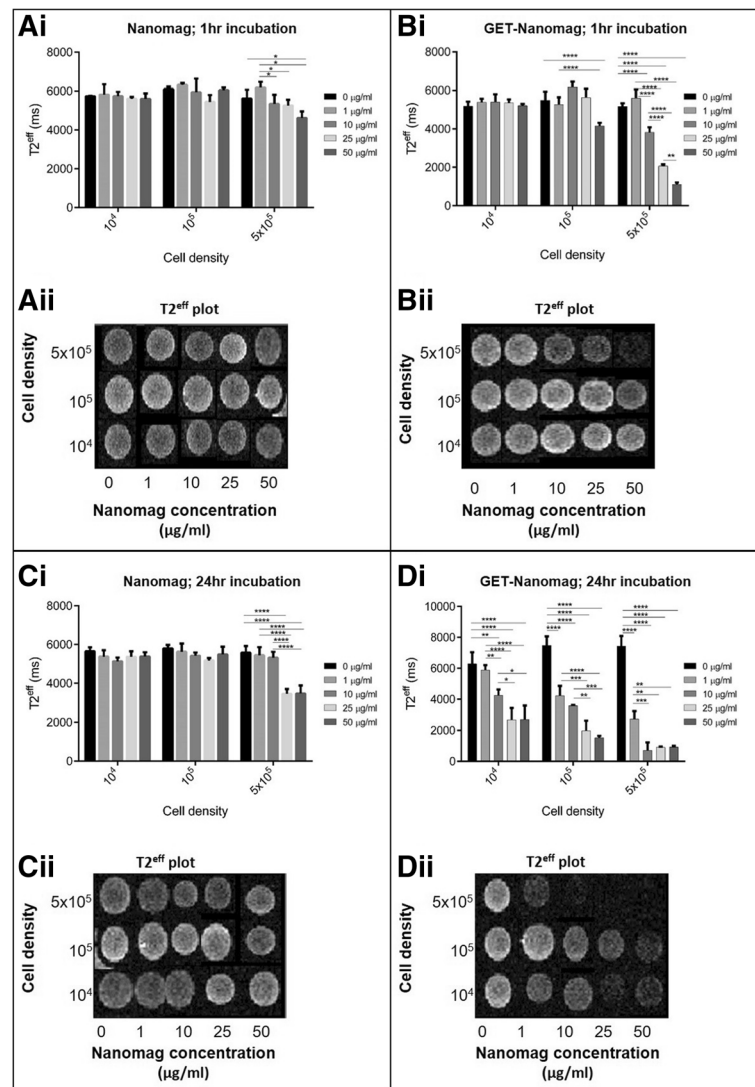 Ai
Nanomag; 1hr incubation
* * * *
8000
6000
4000
2000
0
T2eff (ms)
10⁴
10⁵
5x10⁵
Cell density
0 µg/ml
1 µg/ml
10 µg/ml
25 µg/ml
50 µg/ml
Aii
T2eff plot
Cell density
5x10⁵
10⁵
10⁴
0 1 10 25 50
Nanomag concentration
(µg/ml)
Bi
GET-Nanomag; 1hr incubation
**** ****
**** **** **** **** **** **** **** **** **
8000
6000
4000
2000
0
T2eff (ms)
10⁴
10⁵
5x10⁵
Cell density
0 µg/ml
1 µg/ml
10 µg/ml
25 µg/ml
50 µg/ml
Bii
T2eff plot
Cell density
5x10⁵
10⁵
10⁴
0 1 10 25 50
Nanomag concentration
(µg/ml)
Ci
Nanomag; 24hr incubation
**** **** **** **** **** ****
8000
6000
4000
2000
0
T2eff (ms)
10⁴
10⁵
5x10⁵
Cell density
0 µg/ml
1 µg/ml
10 µg/ml
25 µg/ml
50 µg/ml
Cii
T2eff plot
Cell density
5x10⁵
10⁵
10⁴
0 1 10 25 50
Nanomag concentration
(µg/ml)
Di
GET-Nanomag; 24hr incubation
**** **** ** **** **** ** * *
**** **** **** **** **** *** *** **
**** **** **** **** ** ** ***
10000
8000
6000
4000
2000
0
T2eff (ms)
10⁴
10⁵
5x10⁵
Cell density
0 µg/ml
1 µg/ml
10 µg/ml
25 µg/ml
50 µg/ml
Dii
T2eff plot
Cell density
5x10⁵
10⁵
10⁴
0 1 10 25 50
Nanomag concentration
(µg/ml)